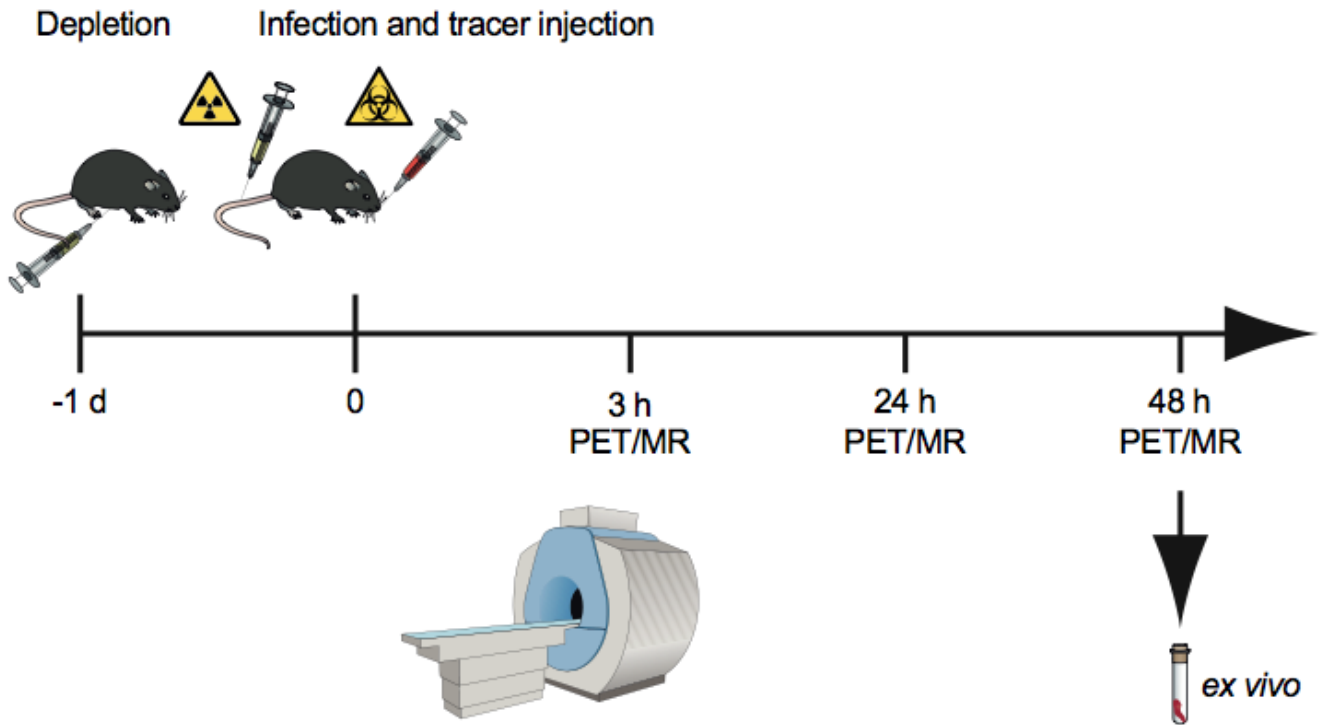 Depletion
Infection and tracer injection
-1 d
0
3 h
PET/MR
24 h
PET/MR
48 h
PET/MR
ex vivo